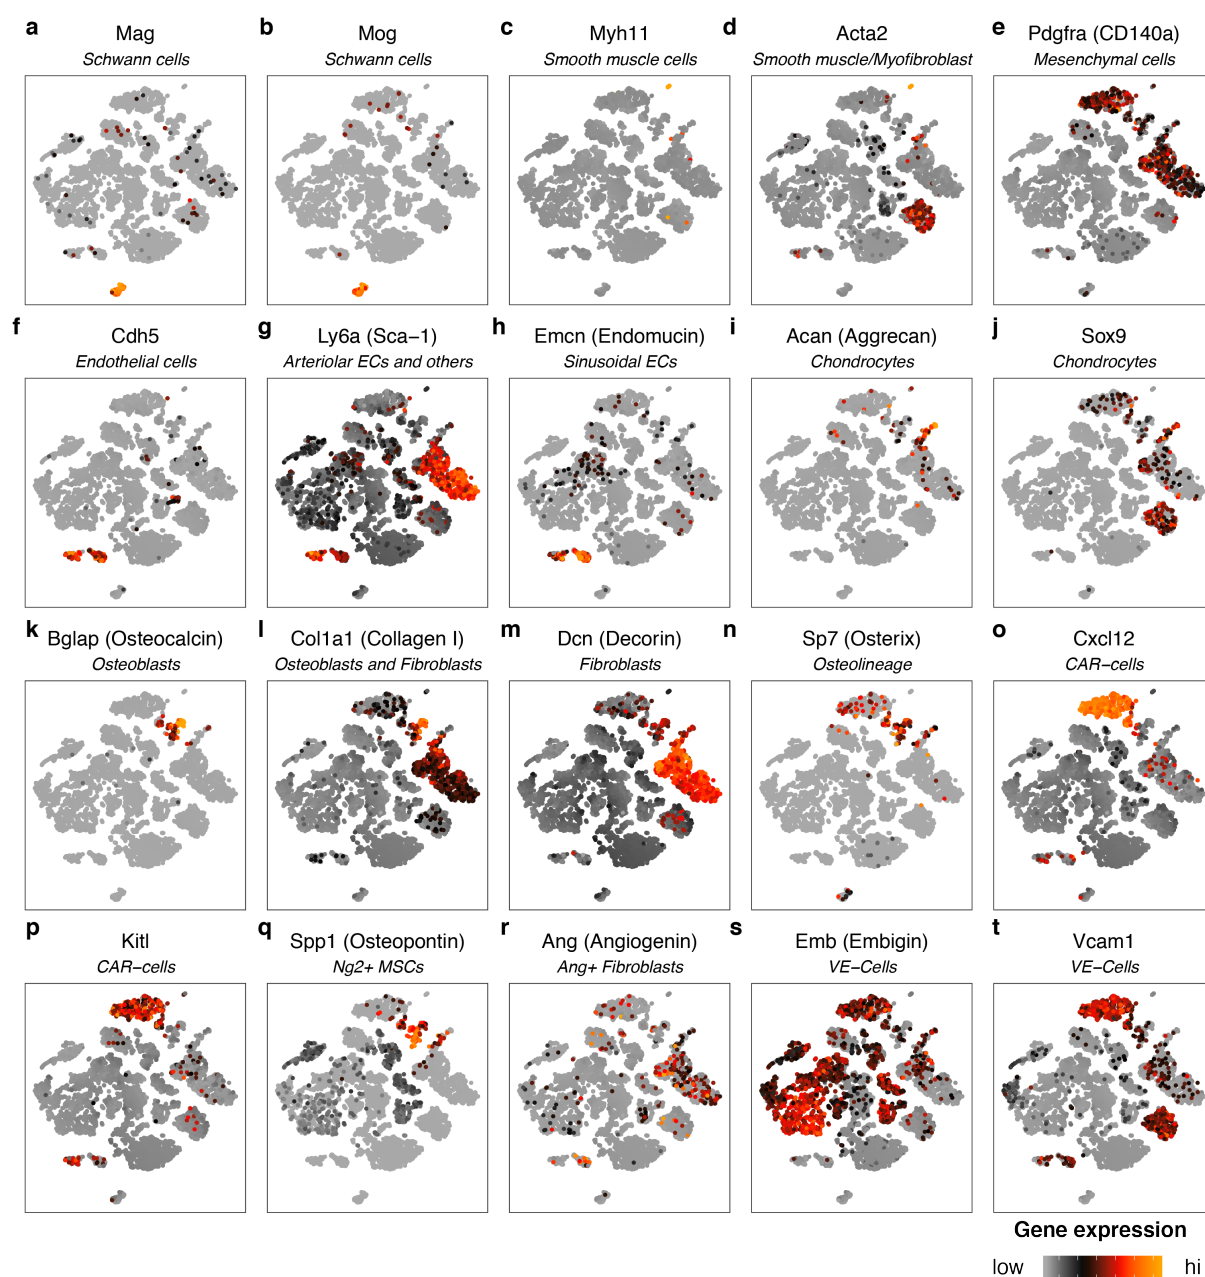 a
Mag
Schwann cells
b
Mog
Schwann cells
c
Myh11
Smooth muscle cells
d
Acta2
Smooth muscle/Myofibroblast
e
Pdgfra (CD140a)
Mesenchymal cells
f
Cdh5
Endothelial cells
g
Ly6a (Sca−1)
Arteriolar ECs and others
h
Emcn (Endomucin)
Sinusoidal ECs
i
Acan (Aggrecan)
Chondrocytes
j
Sox9
Chondrocytes
k
Bglap (Osteocalcin)
Osteoblasts
l
Col1a1 (Collagen I)
Osteoblasts and Fibroblasts
m
Dcn (Decorin)
Fibroblasts
n
Sp7 (Osterix)
Osteolineage
o
Cxcl12
CAR−cells
p
Kitl
CAR−cells
q
Spp1 (Osteopontin)
Ng2+ MSCs
r
Ang (Angiogenin)
Ang+ Fibroblasts
s
Emb (Embigin)
VE−Cells
t
Vcam1
VE−Cells
Gene expression
low hi